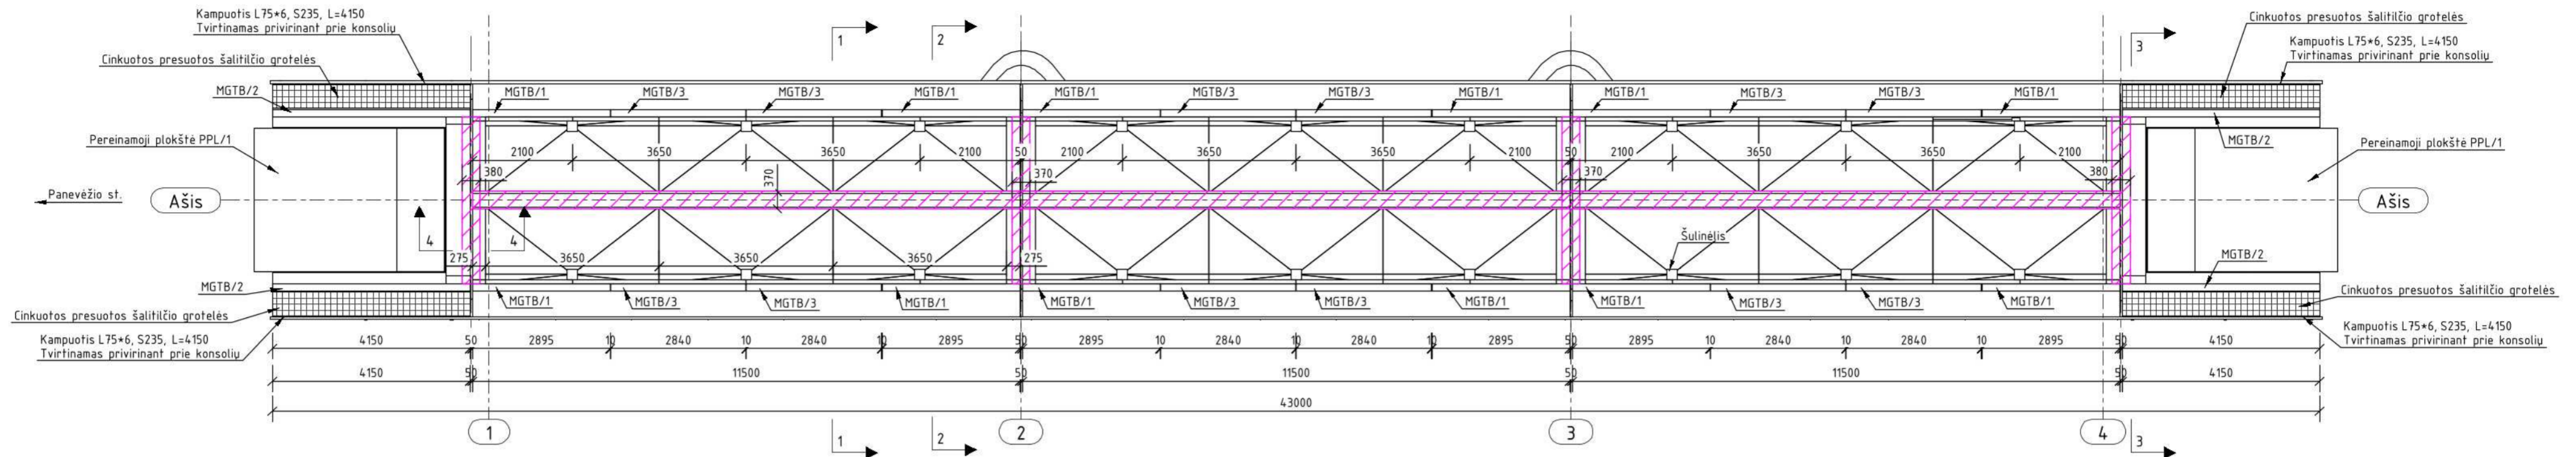 Kampuotis L75*6, S235, L=4150
Tvirtinamas privirinant prie konsolių
1
2
3
Cinkuotos presuotos šalitilčio grotelės
Kampuotis L75*6, S235, L=4150
Tvirtinamas privirinant prie konsolių
Cinkuotos presuotos šalitilčio grotelės
MGTB/2
MGTB/1
MGTB/3
MGTB/3
MGTB/1
MGTB/1
MGTB/3
MGTB/3
MGTB/1
MGTB/1
MGTB/3
MGTB/3
MGTB/1
MGTB/2
Pereinamoji plokštė PPL/1
Pereinamoji plokštė PPL/1
2100
3650
3650
2100
50
2100
3650
3650
2100
50
2100
3650
3650
2100
380
370
370
370
380
Panevėžio st.
Ašis
Ašis
4
4
Šulinėlis
275
3650
3650
3650
275
MGTB/2
MGTB/2
MGTB/1
MGTB/3
MGTB/3
MGTB/1
MGTB/1
MGTB/3
MGTB/3
MGTB/1
MGTB/1
MGTB/3
MGTB/3
MGTB/1
Cinkuotos presuotos šalitilčio grotelės
Cinkuotos presuotos šalitilčio grotelės
Kampuotis L75*6, S235, L=4150
Tvirtinamas privirinant prie konsolių
Kampuotis L75*6, S235, L=4150
Tvirtinamas privirinant prie konsolių
4150
50
2895
10
2840
10
2840
10
2895
50
2895
10
2840
10
2840
10
2895
50
2895
10
2840
10
2840
10
2895
50
4150
4150
50
11500
50
11500
50
11500
50
4150
43000
1
2
3
4
1
2
3